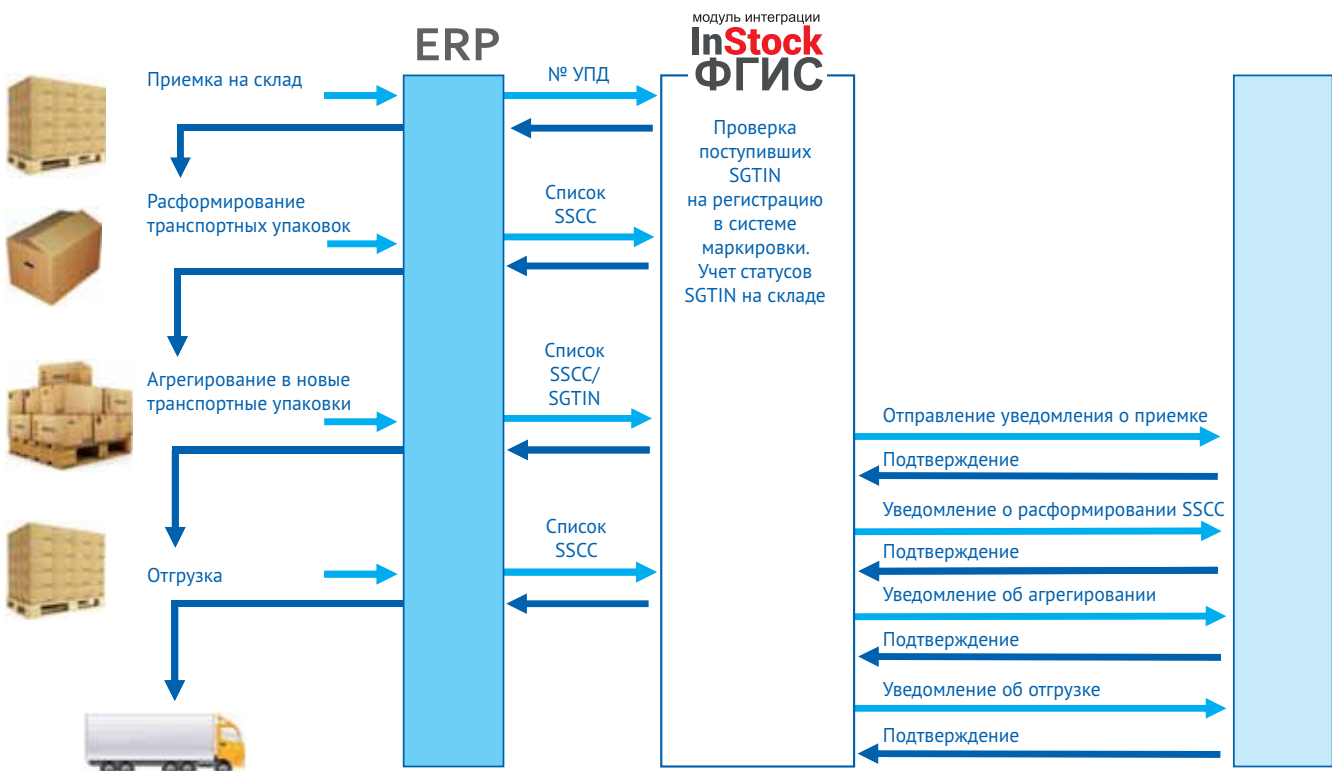 модуль интеграции
InStock
ФГИС
ERP
Приемка на склад
№ УПД
Проверка
поступивших
SGTIN
на регистрацию
в системе
маркировки.
Учет статусов
SGTIN на складе
Расформирование
транспортных упаковок
Список
SSCC
Агрегирование в новые
транспортные упаковки
Список
SSCC/
SGTIN
Отгрузка
Список
SSCC
Отправление уведомления о приемке
Подтверждение
Уведомление о расформировании SSCC
Подтверждение
Уведомление об агрегировании
Подтверждение
Уведомление об отгрузке
Подтверждение